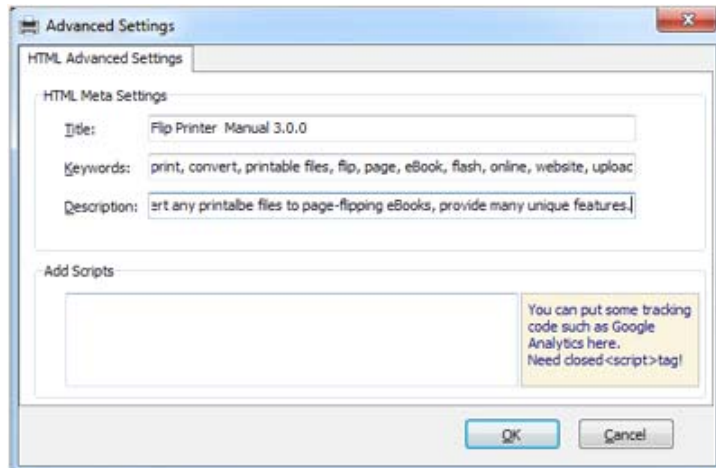 Advanced Settings
HTML Advanced Settings
HTML Meta Settings
Title: Flip Printer Manual 3.0.0
Keywords: print, convert, printable files, flip, page, eBook, flash, online, website, uploac
Description: ert any printalbe files to page-flipping eBooks, provide many unique features.
Add Scripts
You can put some tracking
code such as Google
Analytics here.
Need closed<script>tag!
OK Cancel